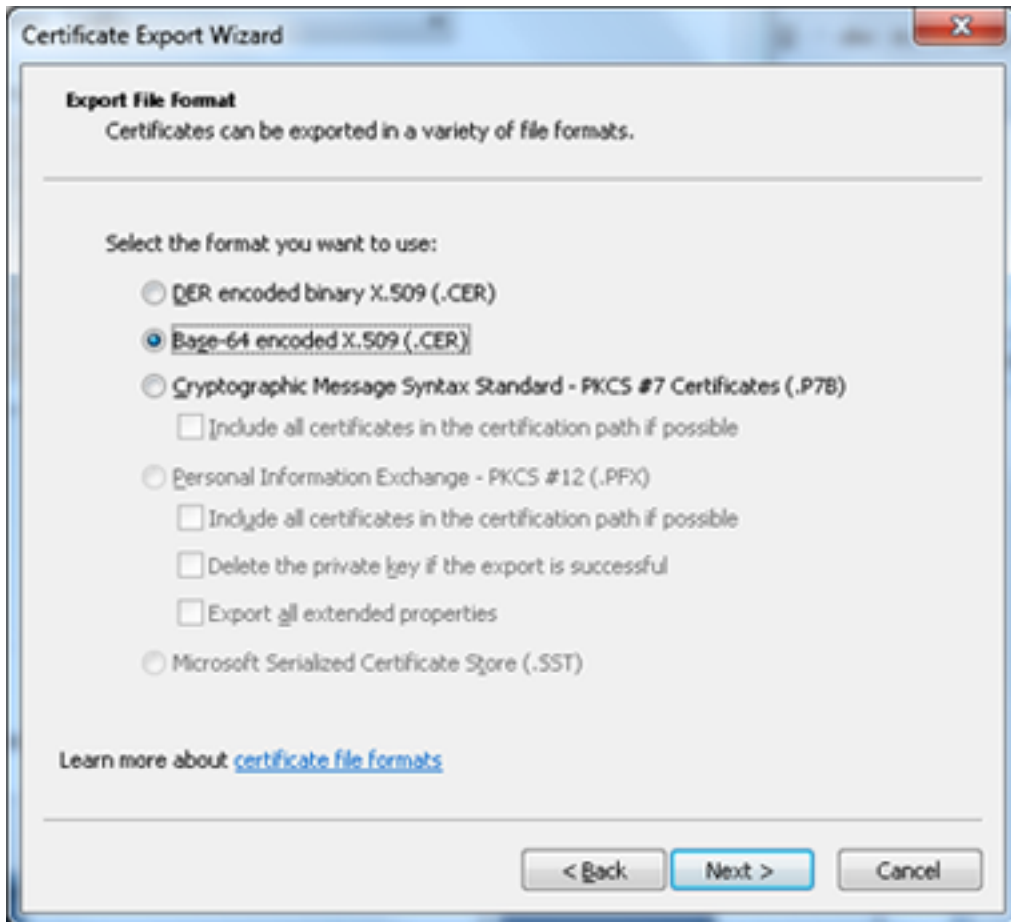 Certificate Export Wizard
Export File Format
Certificates can be exported in a variety of file formats.
Select the format you want to use:
DER encoded binary X.509 (.CER)
Base-64 encoded X.509 (.CER)
Cryptographic Message Syntax Standard - PKCS #7 Certificates (.P7B)
Include all certificates in the certification path if possible
Personal Information Exchange - PKCS #12 (.PFX)
Include all certificates in the certification path if possible
Delete the private key if the export is successful
Export all extended properties
Microsoft Serialized Certificate Store (.SST)
Learn more about certificate file formats
< Back Next > Cancel